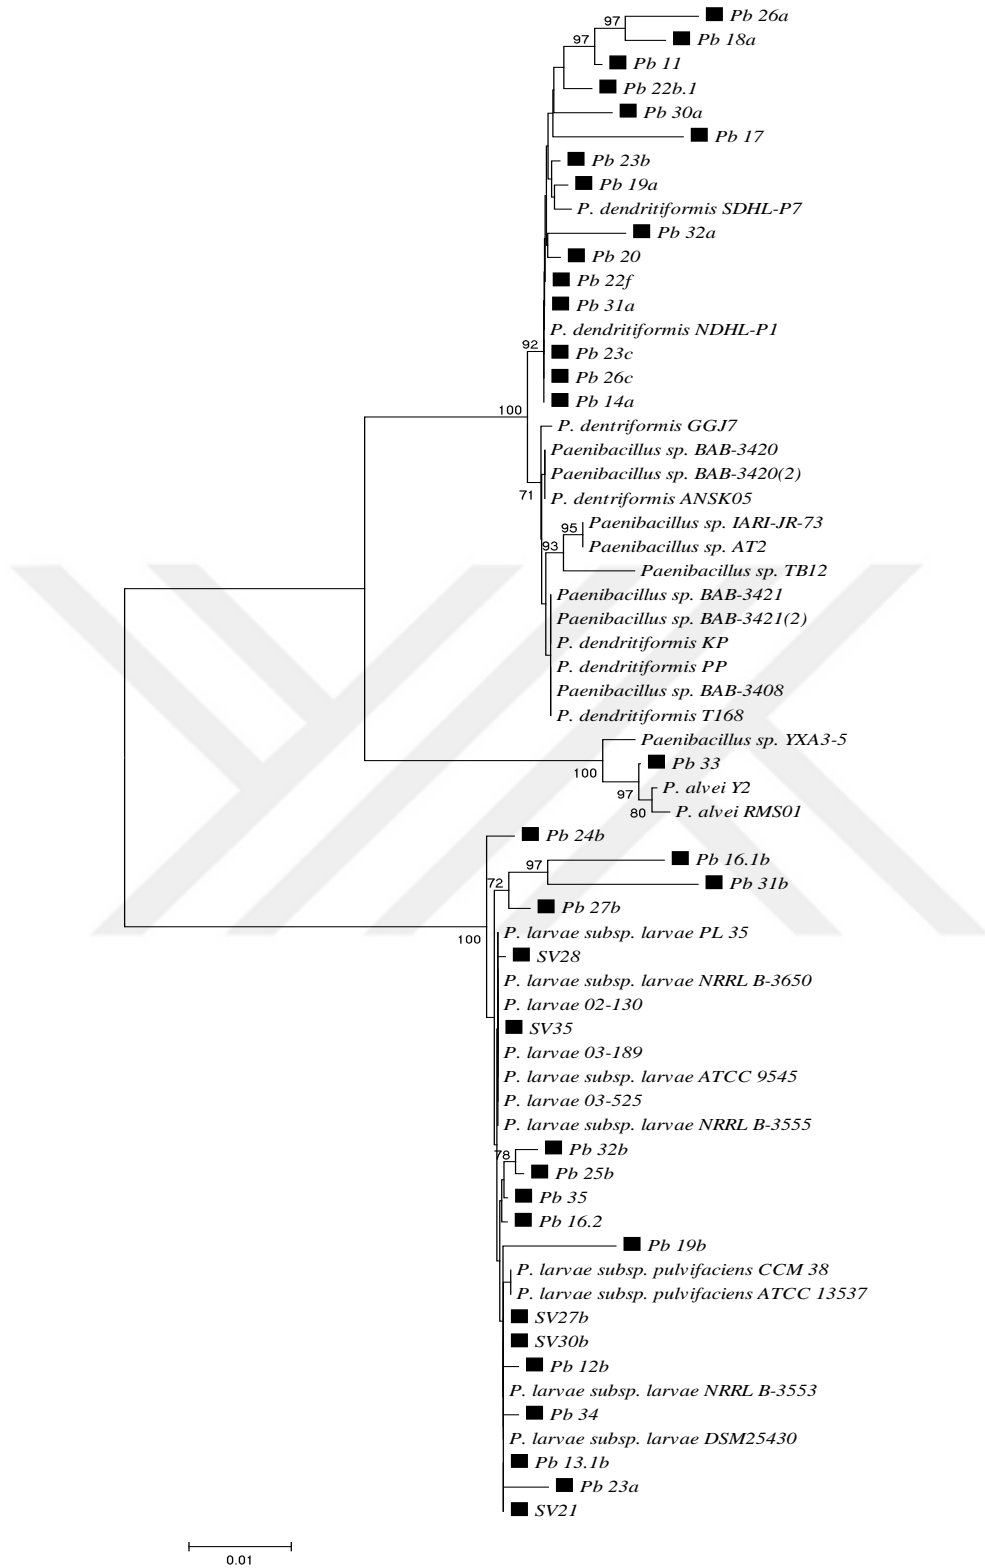 97
Pb 26a
97
Pb 18a
Pb 11
Pb 22b.1
Pb 30a
Pb 17
Pb 23b
Pb 19a
P. dendritiformis SDHL-P7
Pb 32a
Pb 20
Pb 22f
Pb 31a
P. dendritiformis NDHL-P1
92
Pb 23c
Pb 26c
Pb 14a
100
P. dentriformis GGJ7
Paenibacillus sp. BAB-3420
Paenibacillus sp. BAB-3420(2)
71
P. dentriformis ANSK05
Paenibacillus sp. IARI-JR-73
95
Paenibacillus sp. AT2
93
Paenibacillus sp. TB12
Paenibacillus sp. BAB-3421
Paenibacillus sp. BAB-3421(2)
P. dendritiformis KP
P. dendritiformis PP
Paenibacillus sp. BAB-3408
P. dendritiformis T168
Paenibacillus sp. YXA3-5
Pb 33
100
P. alvei Y2
97
P. alvei RMS01
80
Pb 24b
Pb 16.1b
97
Pb 31b
72
Pb 27b
P. larvae subsp. larvae PL 35
100
SV28
P. larvae subsp. larvae NRRL B-3650
P. larvae 02-130
SV35
P. larvae 03-189
P. larvae subsp. larvae ATCC 9545
P. larvae 03-525
P. larvae subsp. larvae NRRL B-3555
Pb 32b
78
Pb 25b
Pb 35
Pb 16.2
Pb 19b
P. larvae subsp. pulvifaciens CCM 38
P. larvae subsp. pulvifaciens ATCC 13537
SV27b
SV30b
Pb 12b
P. larvae subsp. larvae NRRL B-3553
Pb 34
P. larvae subsp. larvae DSM25430
Pb 13.1b
Pb 23a
SV21
0.01